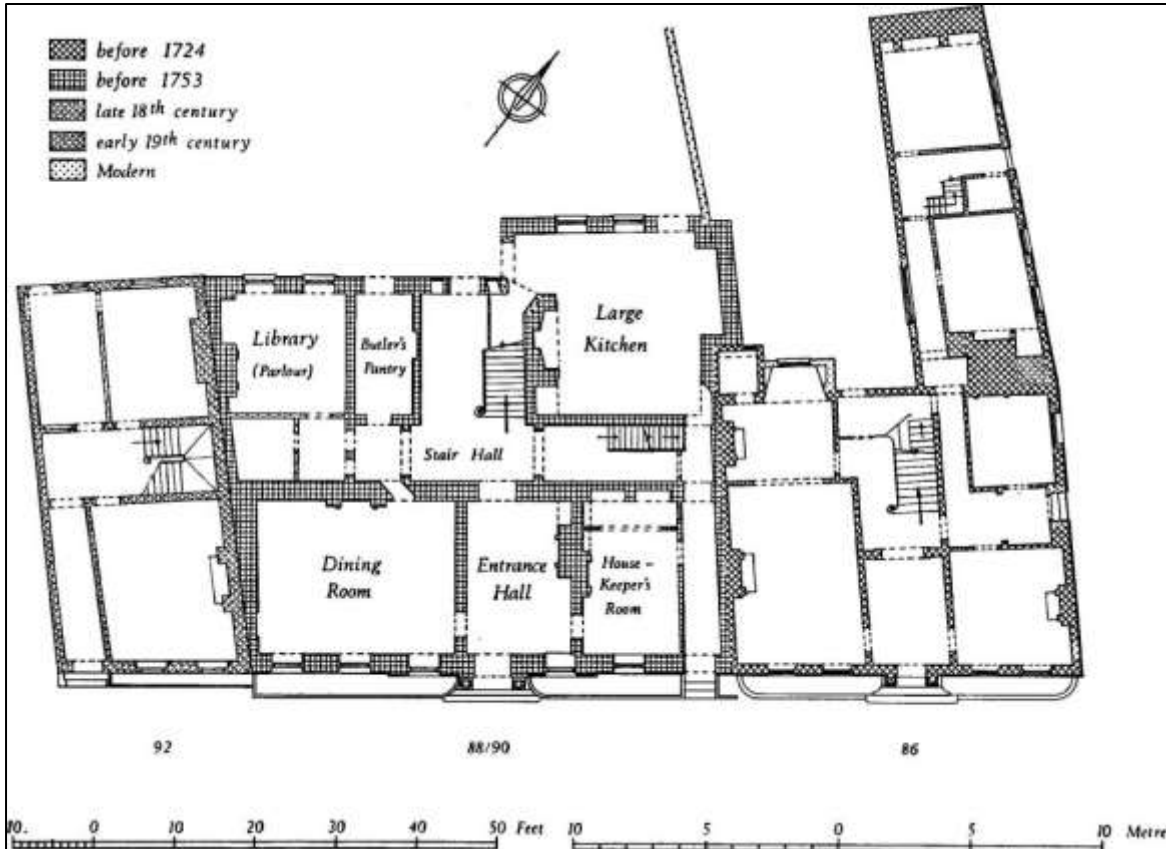 before 1724
before 1753
late 18th century
early 19th century
Modern
Library
(Parlour)
Butler's
Pantry
Large
Kitchen
Stair Hall
Dining
Room
Entrance
Hall
House-
Keeper's
Room
92
88/90
86
10. 0 10 20 30 40 50 Feet 10 5 0 5 10 Metre